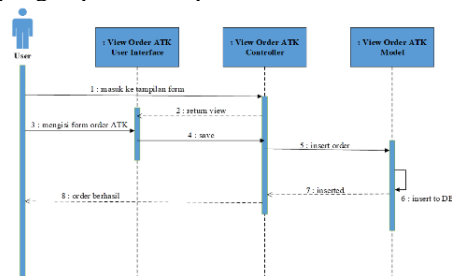 : View Order ATK
User Interface
: View Order ATK
Controller
: View Order ATK
Model
User
1 : masuk ke tampilan form
2 : return view
3 : mengisi form order ATK
4 : save
5 : insert order
6 : insert to DB
7 : inserted
8 : order berhasil